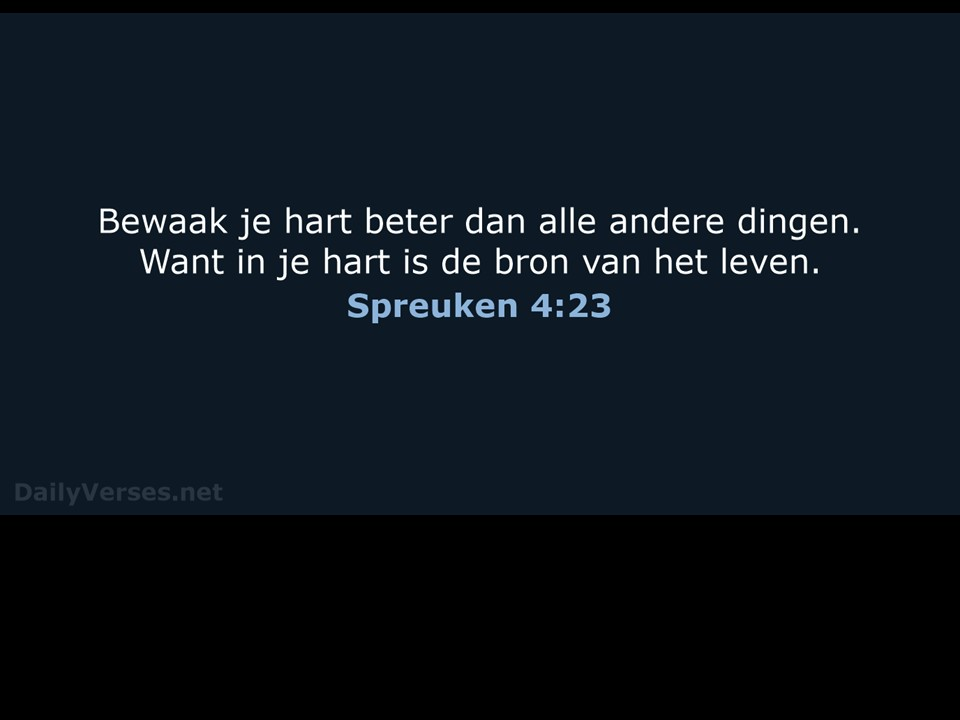 Bewaak je hart beter dan alle andere dingen.
Want in je hart is de bron van het leven.
Spreuken 4:23
DailyVerses.net